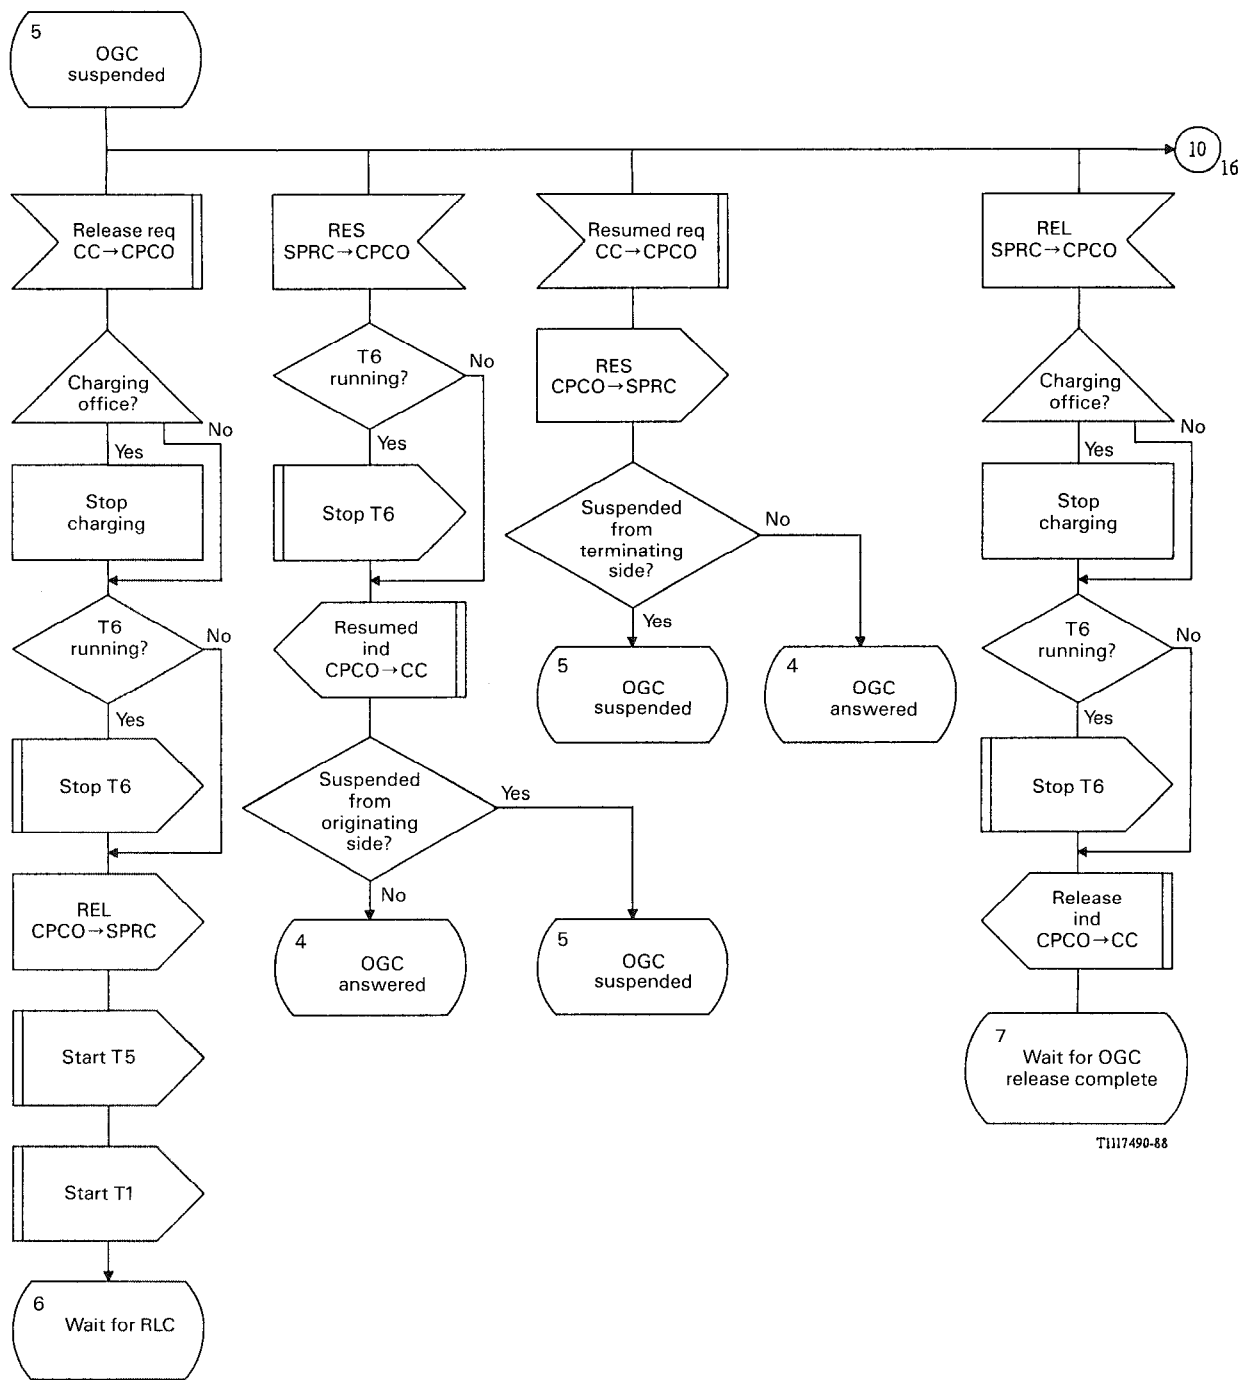 5
OGC
suspended
10
16
Release req
CC→CPCO
RES
SPRC→CPCO
Resumed req
CC→CPCO
REL
SPRC→CPCO
Charging
office?
No
Yes
Stop
charging
T6
running?
No
Yes
Stop T6
REL
CPCO→SPRC
Start T5
Start T1
6
Wait for RLC
T6
running?
No
Yes
Stop T6
Resumed
ind
CPCO→CC
Suspended
from
originating
side?
Yes
No
4
OGC
answered
5
OGC
suspended
RES
CPCO→SPRC
Suspended
from
terminating
side?
No
Yes
5
OGC
suspended
4
OGC
answered
Charging
office?
No
Yes
Stop
charging
T6
running?
No
Yes
Stop T6
Release
ind
CPCO→CC
7
Wait for OGC
release complete
T1117490-88